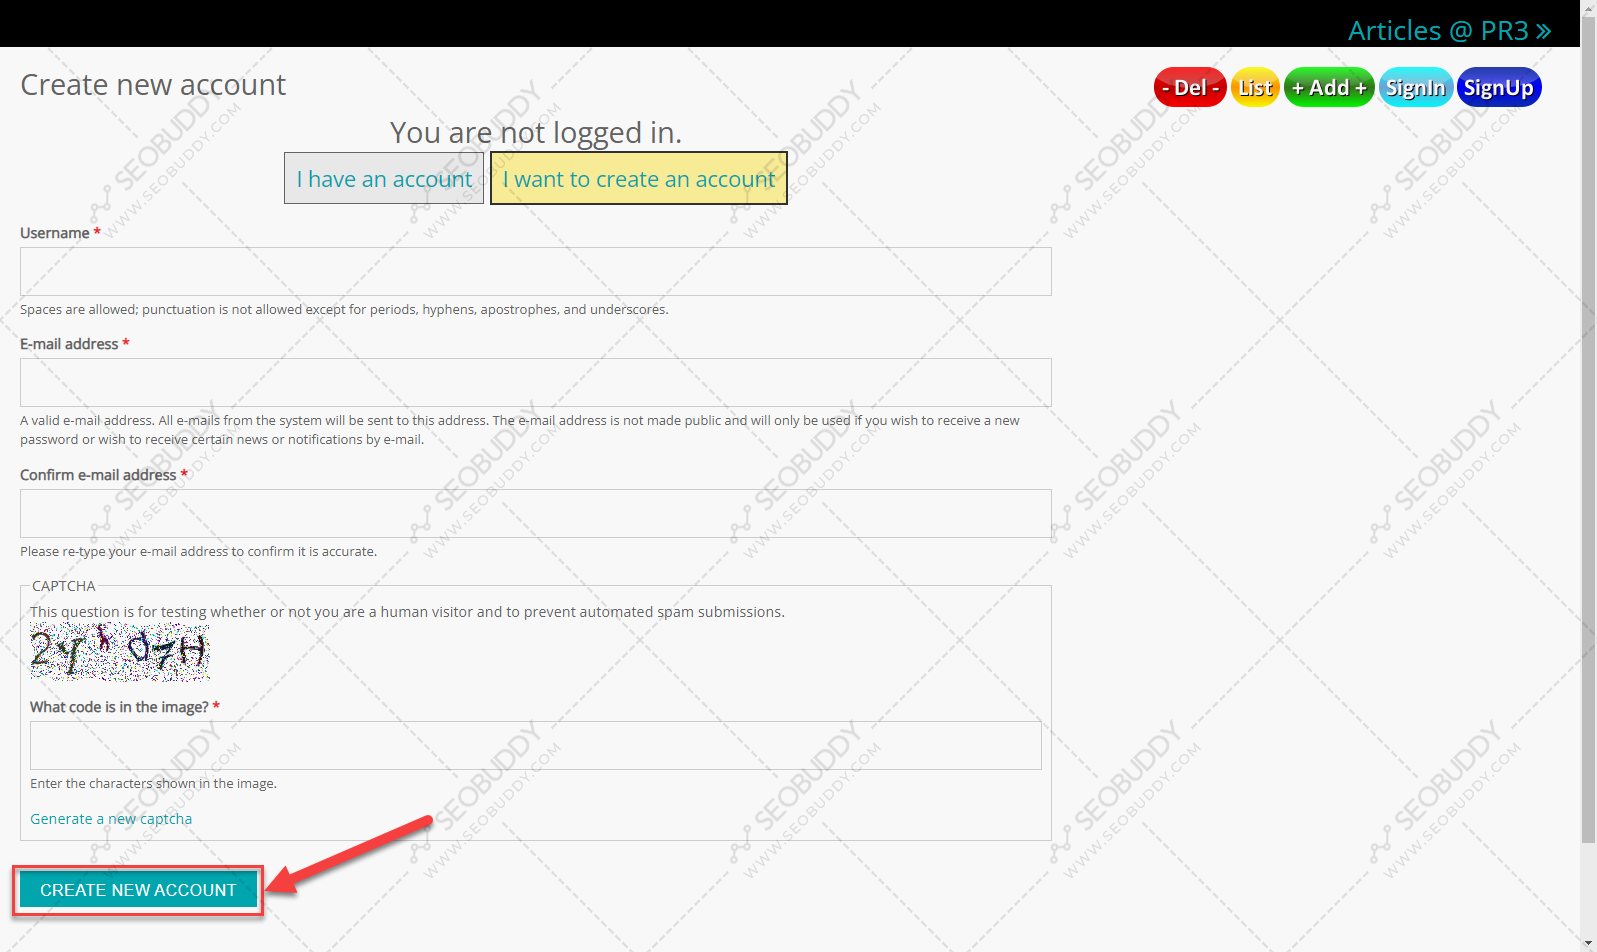 Articles @ PR3 »
Create new account
- Del - List + Add + SignIn SignUp
You are not logged in.
I have an account I want to create an account
Username *
Spaces are allowed; punctuation is not allowed except for periods, hyphens, apostrophes, and underscores.
E-mail address *
A valid e-mail address. All e-mails from the system will be sent to this address. The e-mail address is not made public and will only be used if you wish to receive a new
password or wish to receive certain news or notifications by e-mail.
Confirm e-mail address *
Please re-type your e-mail address to confirm it is accurate.
CAPTCHA
This question is for testing whether or not you are a human visitor and to prevent automated spam submissions.
What code is in the image? *
Enter the characters shown in the image.
Generate a new captcha
CREATE NEW ACCOUNT
SEOBUDDY
WWW.SEOBUDDY.COM